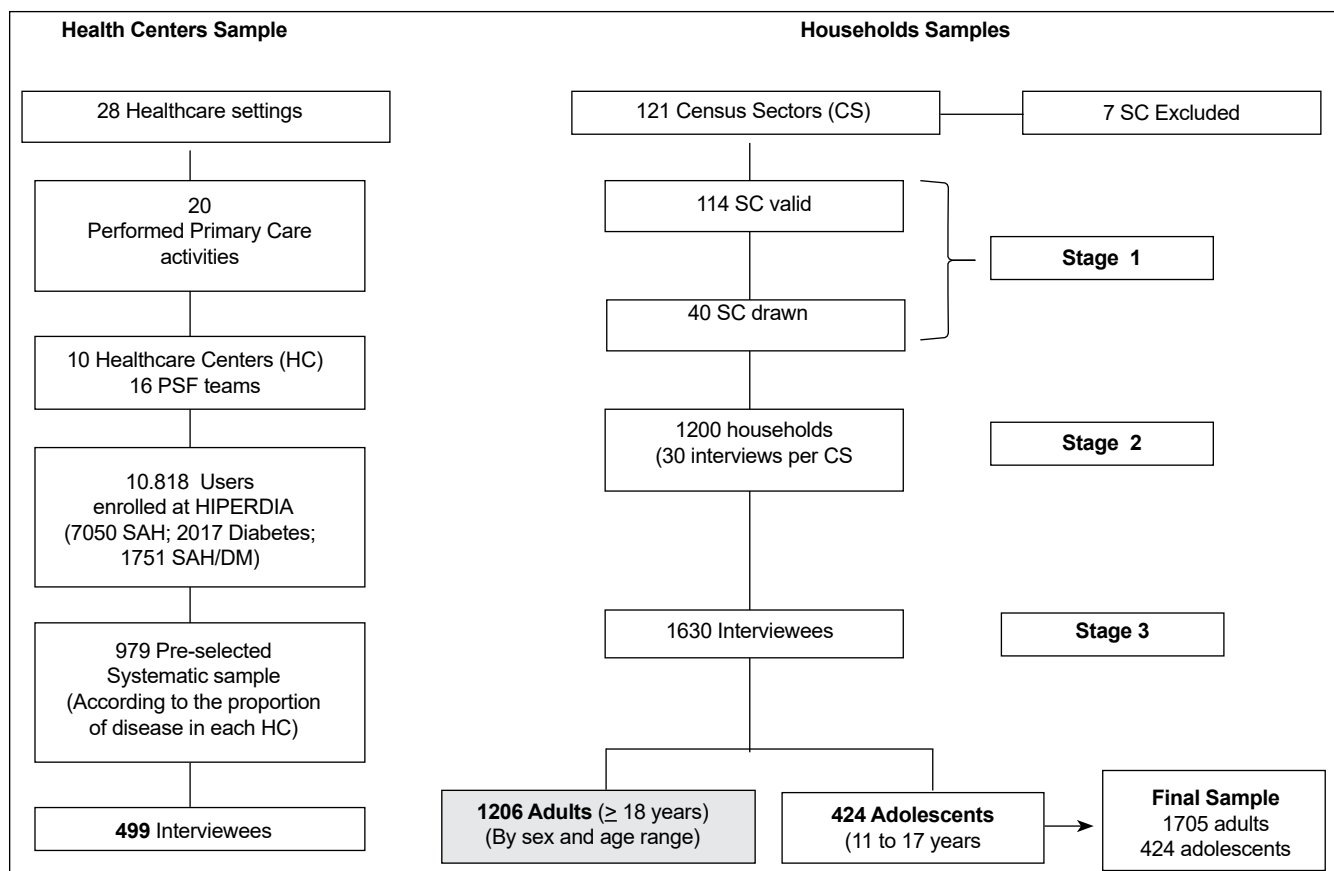 Health Centers Sample
28 Healthcare settings
20
Performed Primary Care
activities
10 Healthcare Centers (HC)
16 PSF teams
10.818 Users
enrolled at HIPERDIA
(7050 SAH; 2017 Diabetes;
1751 SAH/DM)
979 Pre-selected
Systematic sample
(According to the proportion
of disease in each HC)
499 Interviewees
Households Samples
121 Census Sectors (CS)
7 SC Excluded
114 SC valid
40 SC drawn
Stage 1
1200 households
(30 interviews per CS
Stage 2
1630 Interviewees
Stage 3
1206 Adults (≥ 18 years)
(By sex and age range)
424 Adolescents
(11 to 17 years
Final Sample
1705 adults
424 adolescents